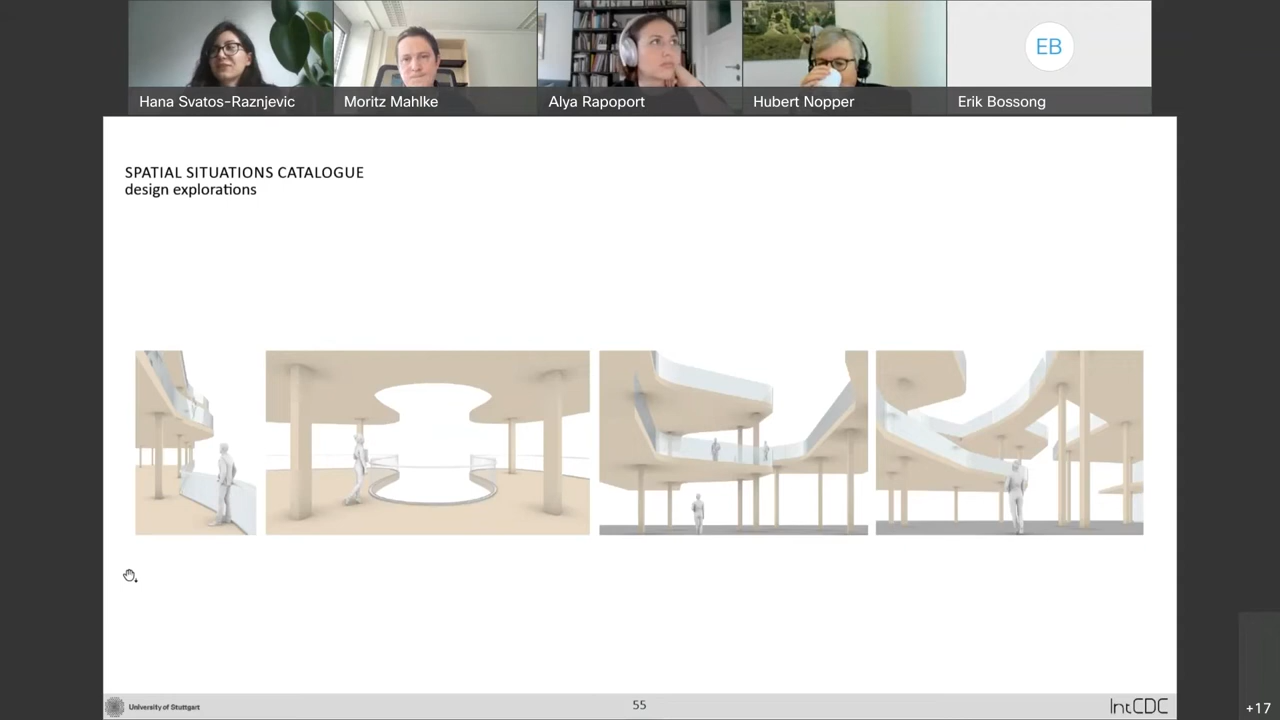 Hana Svatos-Raznjevic
Moritz Mahlke
Alya Rapoport
Hubert Nopper
EB
Erik Bossong
SPATIAL SITUATIONS CATALOGUE
design explorations
University of Stuttgart
55
IntCDC
+17